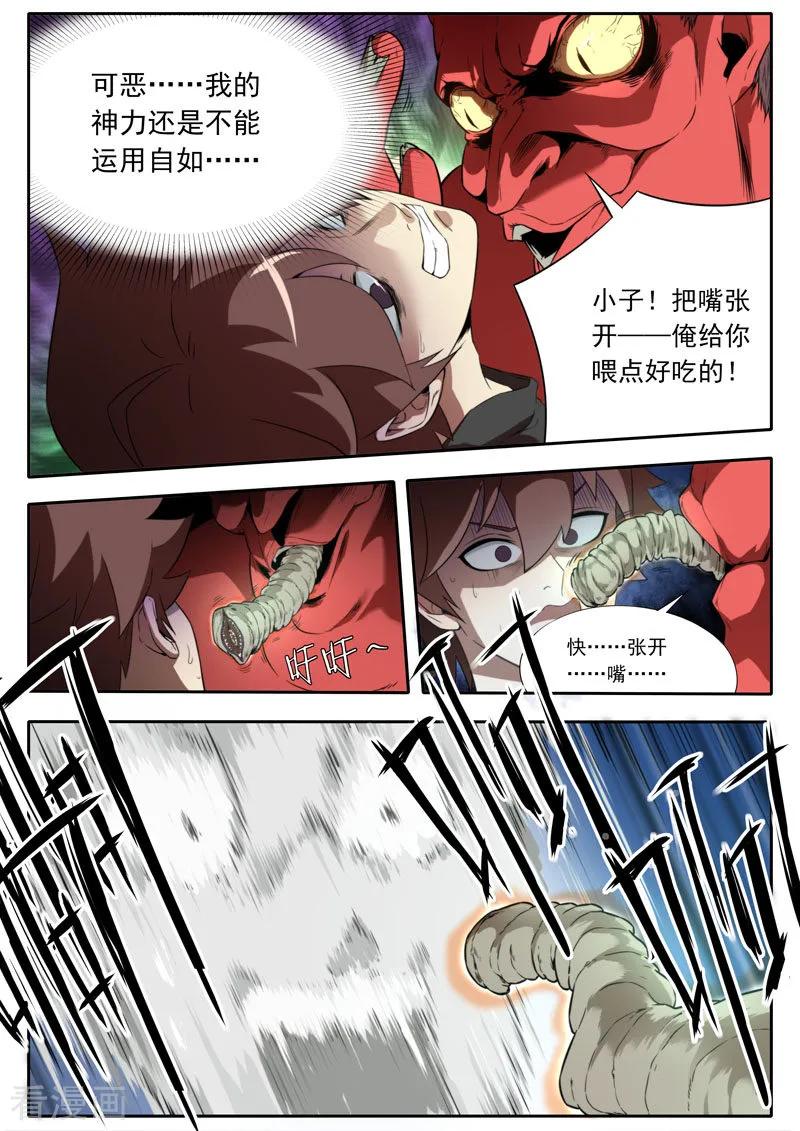 可恶……我的
神力还是不能
运用自如……
小子！把嘴张
开——俺给你
喂点好吃的！
吁吁～
快……张开
……嘴……
看漫画